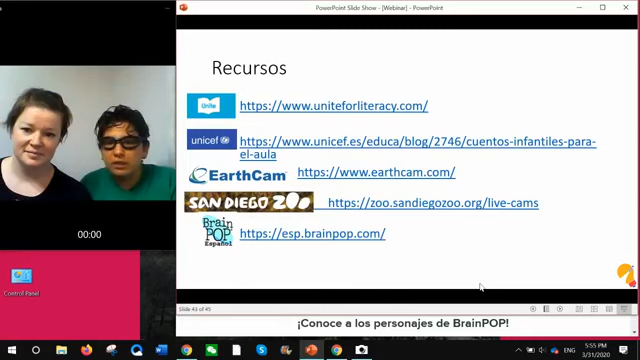 PowerPoint Slide Show - [Webinar] - PowerPoint
Recursos
Unite
https://www.uniteforliteracy.com/
unicef
https://www.unicef.es/educa/blog/2746/cuentos-infantiles-para-
el-aula
EarthCam
https://www.earthcam.com/
SAN DIEGO ZOO
https://zoo.sandiegozoo.org/live-cams
Brain
POP
Español
https://esp.brainpop.com/
00:00
Control Panel
Slide 43 of 45
¡Conoce a los personajes de BrainPOP!
ENG
5:55 PM
3/31/2020